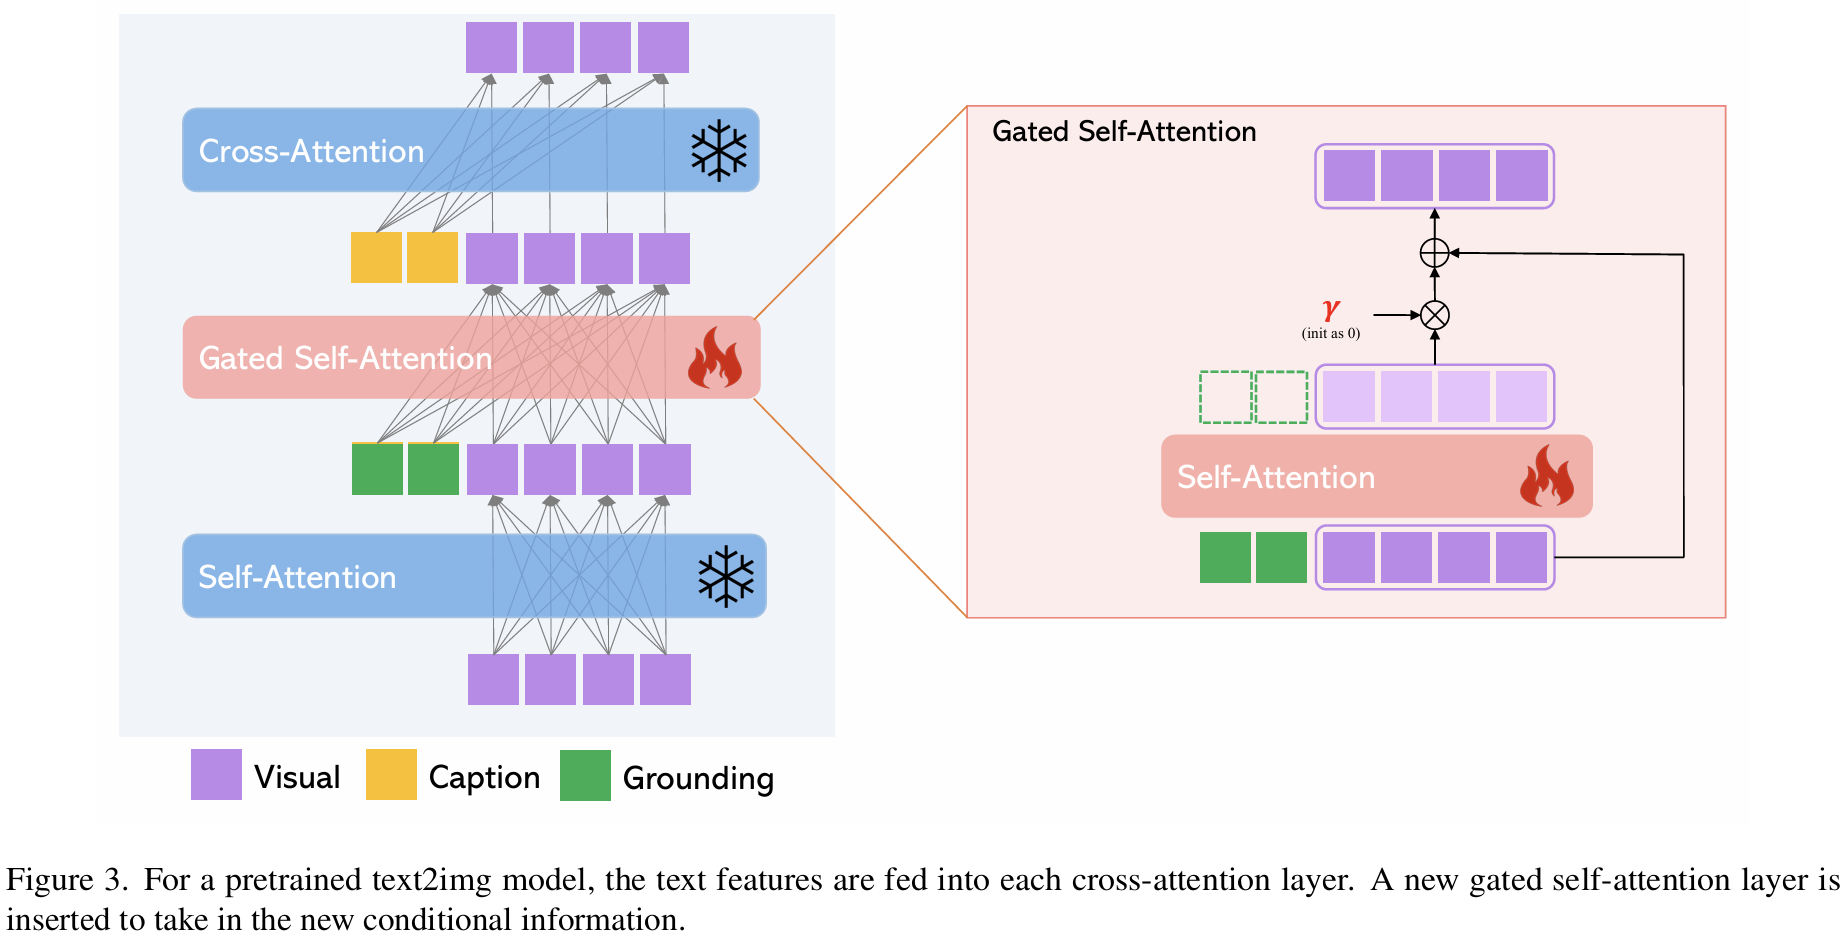 Cross-Attention
Gated Self-Attention
Self-Attention
Visual
Caption
Grounding
Gated Self-Attention
γ
(init as 0)
Self-Attention
Figure 3. For a pretrained text2img model, the text features are fed into each cross-attention layer. A new gated self-attention layer is
inserted to take in the new conditional information.